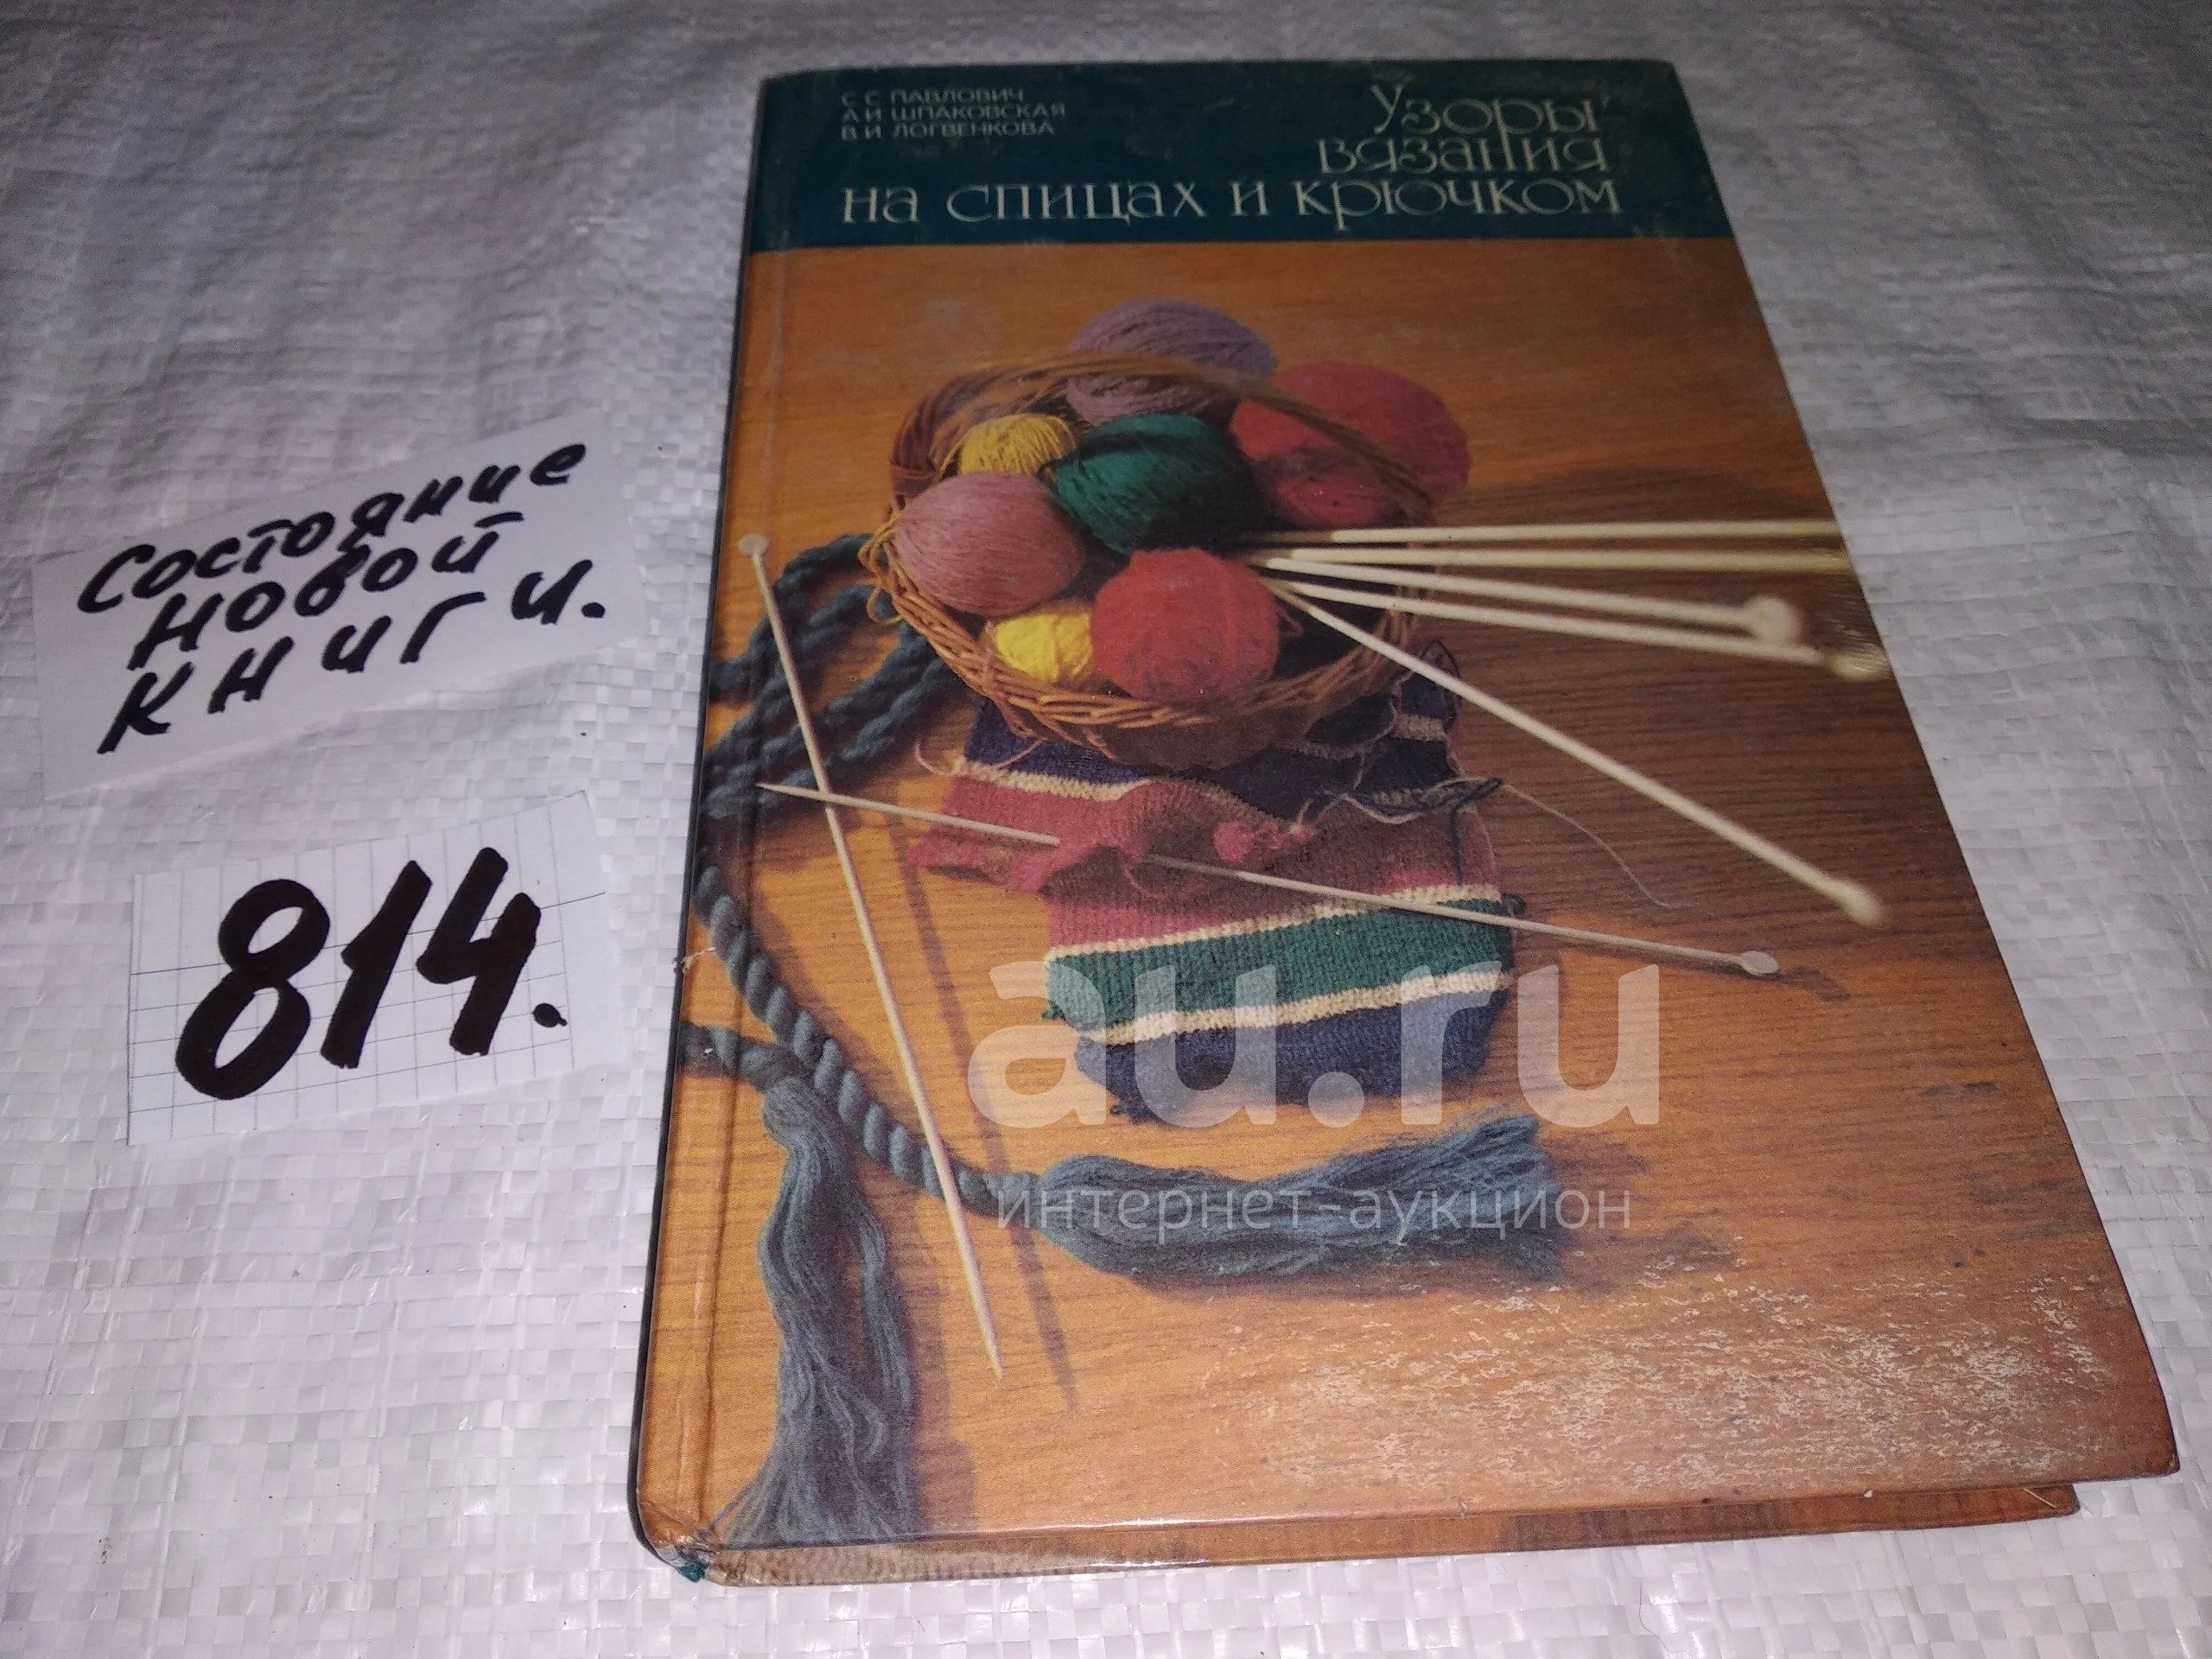 С С ПАВЛОВИЧ
А И ШПАКОВСКАЯ
В И ЛОГВЕНКОВА
Узоры
вязания
на спицах и крючком
Состояние
новой
книги.
814.
au.ru
интернет-аукцион